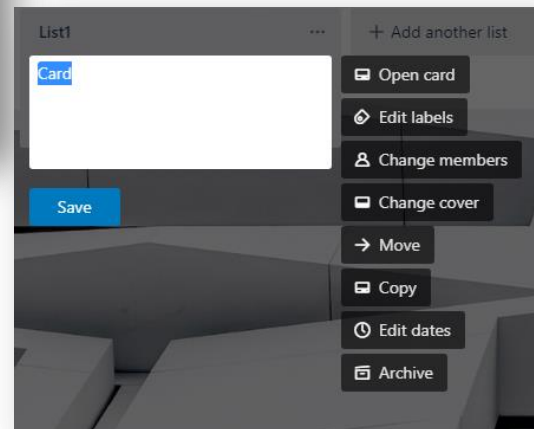 List1 ... + Add another list
Card
Open card
Edit labels
Change members
Save
Change cover
Move
Copy
Edit dates
Archive